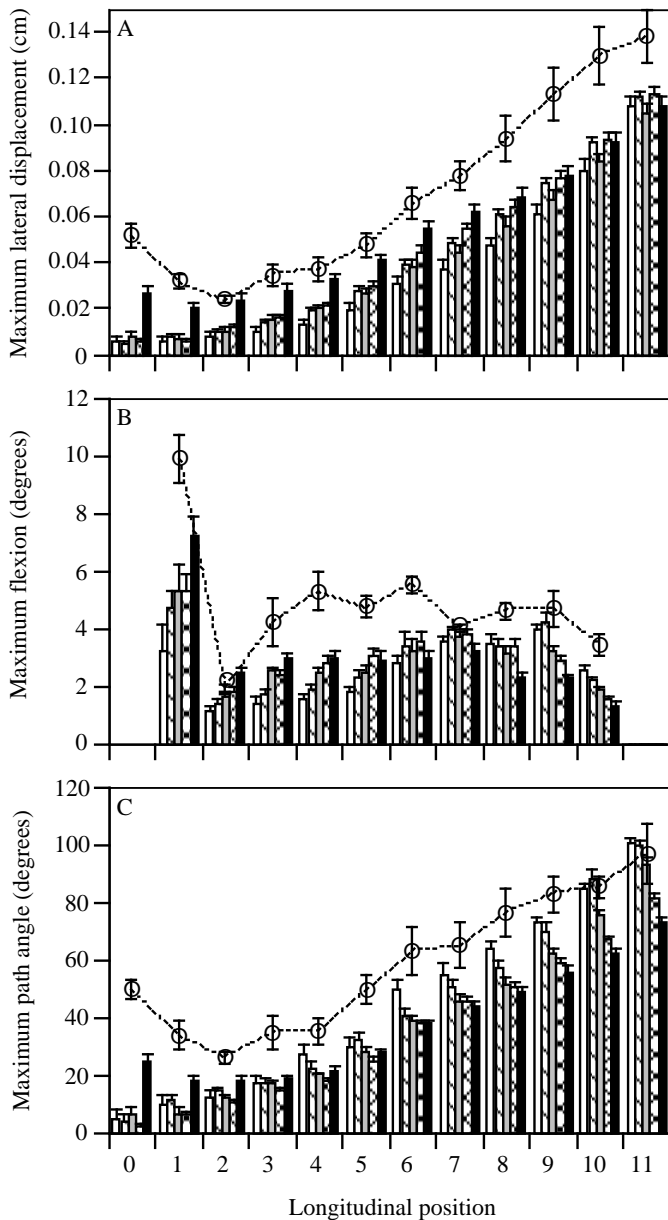 A
Maximum lateral displacement (cm)
0.14
0.12
0.10
0.08
0.06
0.04
0.02
0
B
Maximum flexion (degrees)
12
10
8
6
4
2
0
C
Maximum path angle (degrees)
120
100
80
60
40
20
0
0 1 2 3 4 5 6 7 8 9 10 11
Longitudinal position